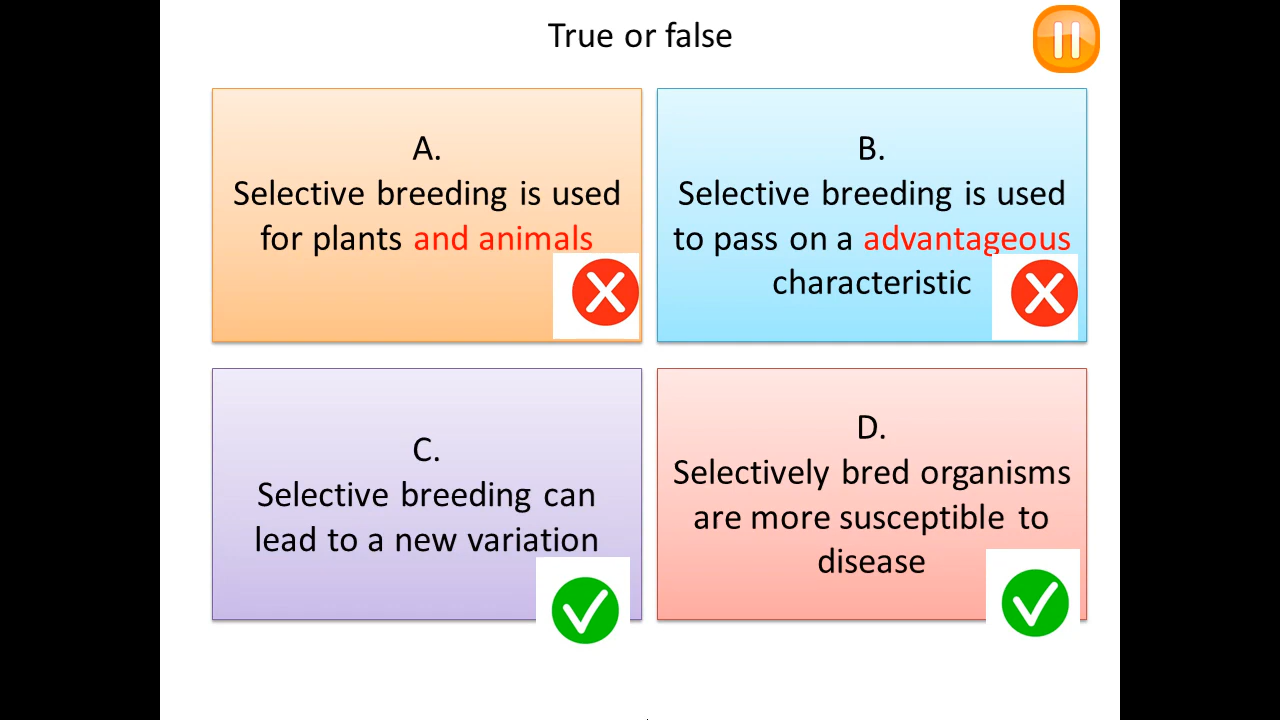 True or false
A.
Selective breeding is used
for plants and animals
B.
Selective breeding is used
to pass on a advantageous
characteristic
C.
Selective breeding can
lead to a new variation
D.
Selectively bred organisms
are more susceptible to
disease